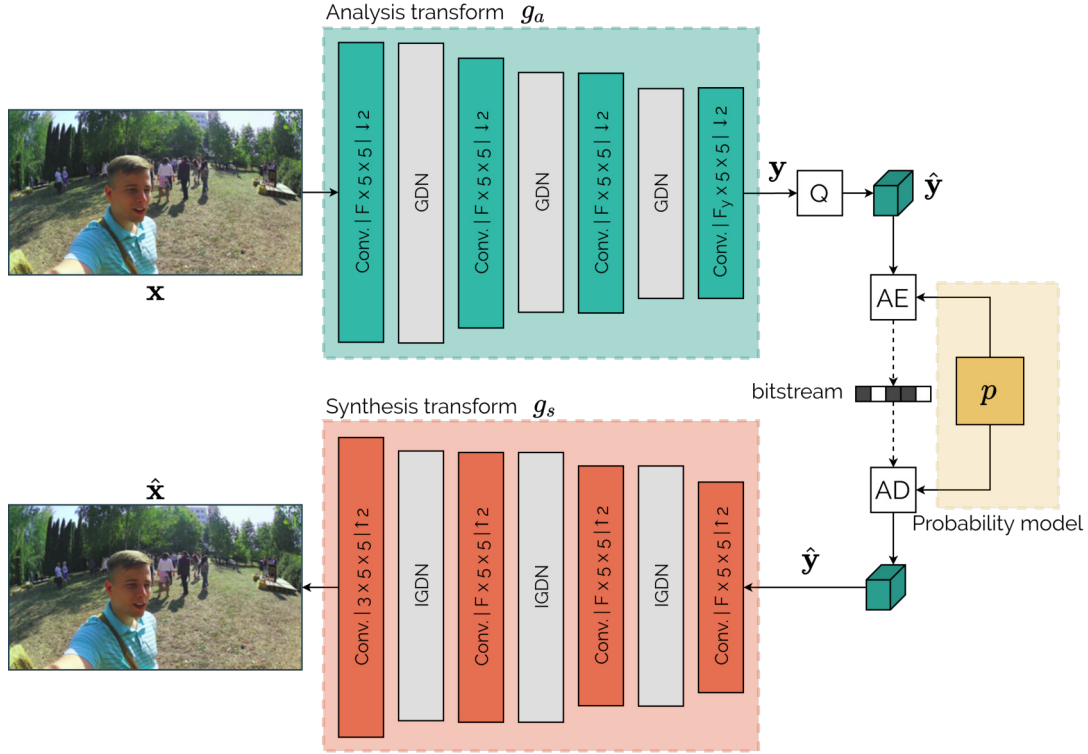 Analysis transform g_a
Conv. | F x 5 x 5 | ↓2
GDN
Conv. | F x 5 x 5 | ↓2
GDN
Conv. | F x 5 x 5 | ↓2
GDN
Conv. | F_y x 5 x 5 | ↓2
x
y
Q
ŷ
AE
bitstream
p
AD
Probability model
ŷ
Synthesis transform g_s
Conv. | 3 x 5 x 5 | ↑2
IGDN
Conv. | F x 5 x 5 | ↑2
IGDN
Conv. | F x 5 x 5 | ↑2
IGDN
Conv. | F x 5 x 5 | ↑2
x̂